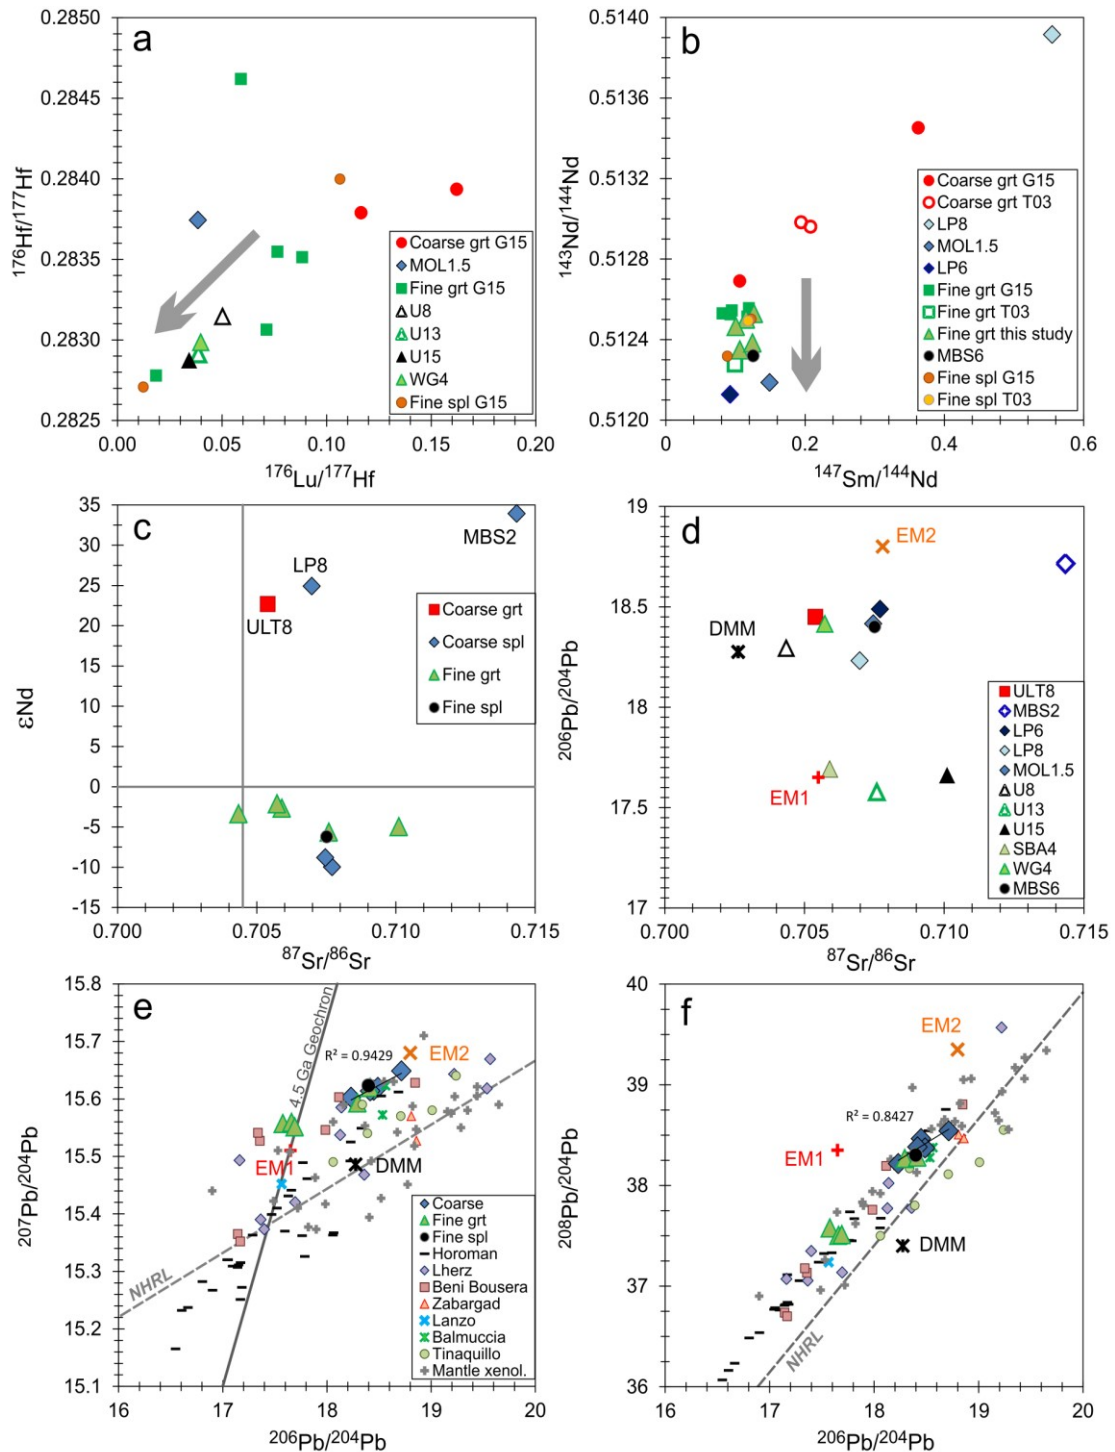 a
0.2850
0.2845
0.2840
0.2835
0.2830
0.2825
¹⁷⁶Hf/¹⁷⁷Hf
0.00
0.05
0.10
0.15
0.20
¹⁷⁶Lu/¹⁷⁷Hf
Coarse grt G15
MOL1.5
Fine grt G15
U8
U13
U15
WG4
Fine spl G15
b
0.5140
0.5136
0.5132
0.5128
0.5124
0.5120
¹⁴³Nd/¹⁴⁴Nd
0
0.2
0.4
0.6
¹⁴⁷Sm/¹⁴⁴Nd
Coarse grt G15
Coarse grt T03
LP8
MOL1.5
LP6
Fine grt G15
Fine grt T03
Fine grt this study
MBS6
Fine spl G15
Fine spl T03
c
35
30
25
20
15
10
5
0
-5
-10
-15
εNd
MBS2
LP8
ULT8
Coarse grt
Coarse spl
Fine grt
Fine spl
0.700
0.705
0.710
0.715
⁸⁷Sr/⁸⁶Sr
d
19
18.5
18
17.5
17
²⁰⁶Pb/²⁰⁴Pb
EM2
DMM
EM1
ULT8
MBS2
LP6
LP8
MOL1.5
U8
U13
U15
SBA4
WG4
MBS6
0.700
0.705
0.710
0.715
⁸⁷Sr/⁸⁶Sr
e
15.8
15.7
15.6
15.5
15.4
15.3
15.2
15.1
²⁰⁷Pb/²⁰⁴Pb
4.5 Ga Geochron
R² = 0.9429
EM2
EM1
DMM
NHRL
Coarse
Fine grt
Fine spl
Horoman
Lherz
Beni Bousera
Zabargad
Lanzo
Balmuccia
Tinaquillo
Mantle xenol.
16
17
18
19
20
²⁰⁶Pb/²⁰⁴Pb
f
40
39
38
37
36
²⁰⁸Pb/²⁰⁴Pb
EM2
R² = 0.8427
EM1
DMM
NHRL
16
17
18
19
20
²⁰⁶Pb/²⁰⁴Pb